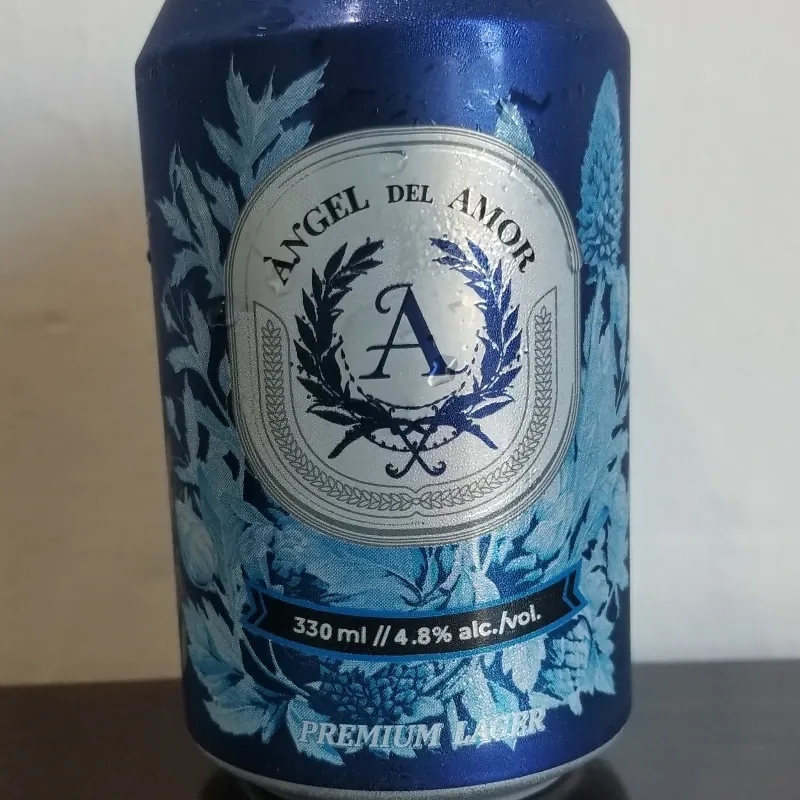 ÀNGEL DEL AMOR
A
330 ml // 4.8% alc./vol.
PREMIUM LAGER